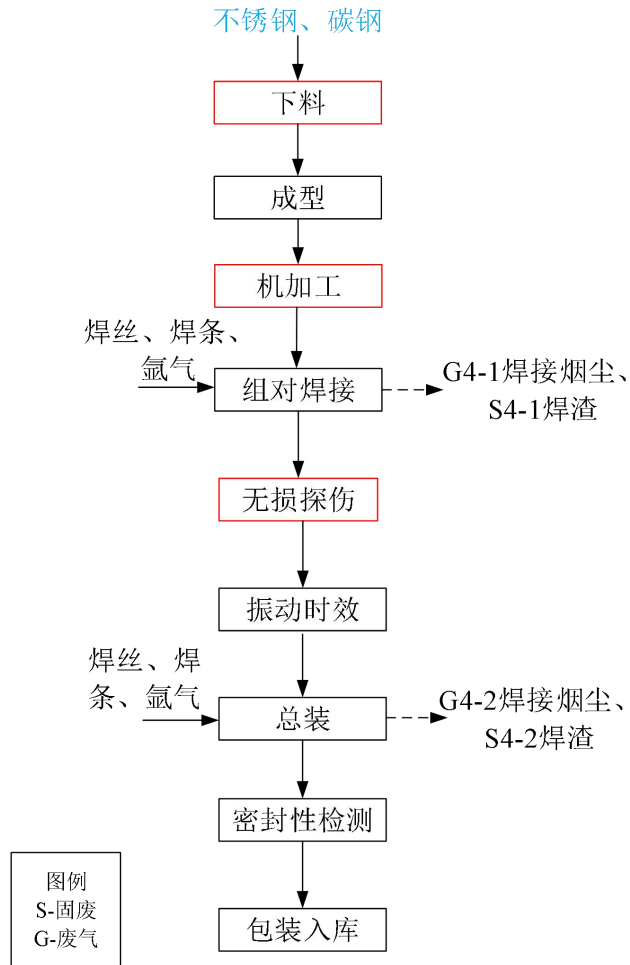 不锈钢、碳钢
下料
成型
机加工
焊丝、焊条、
氩气
组对焊接
G4-1焊接烟尘、
S4-1焊渣
无损探伤
振动时效
焊丝、焊
条、氩气
总装
G4-2焊接烟尘、
S4-2焊渣
密封性检测
包装入库
图例
S-固废
G-废气